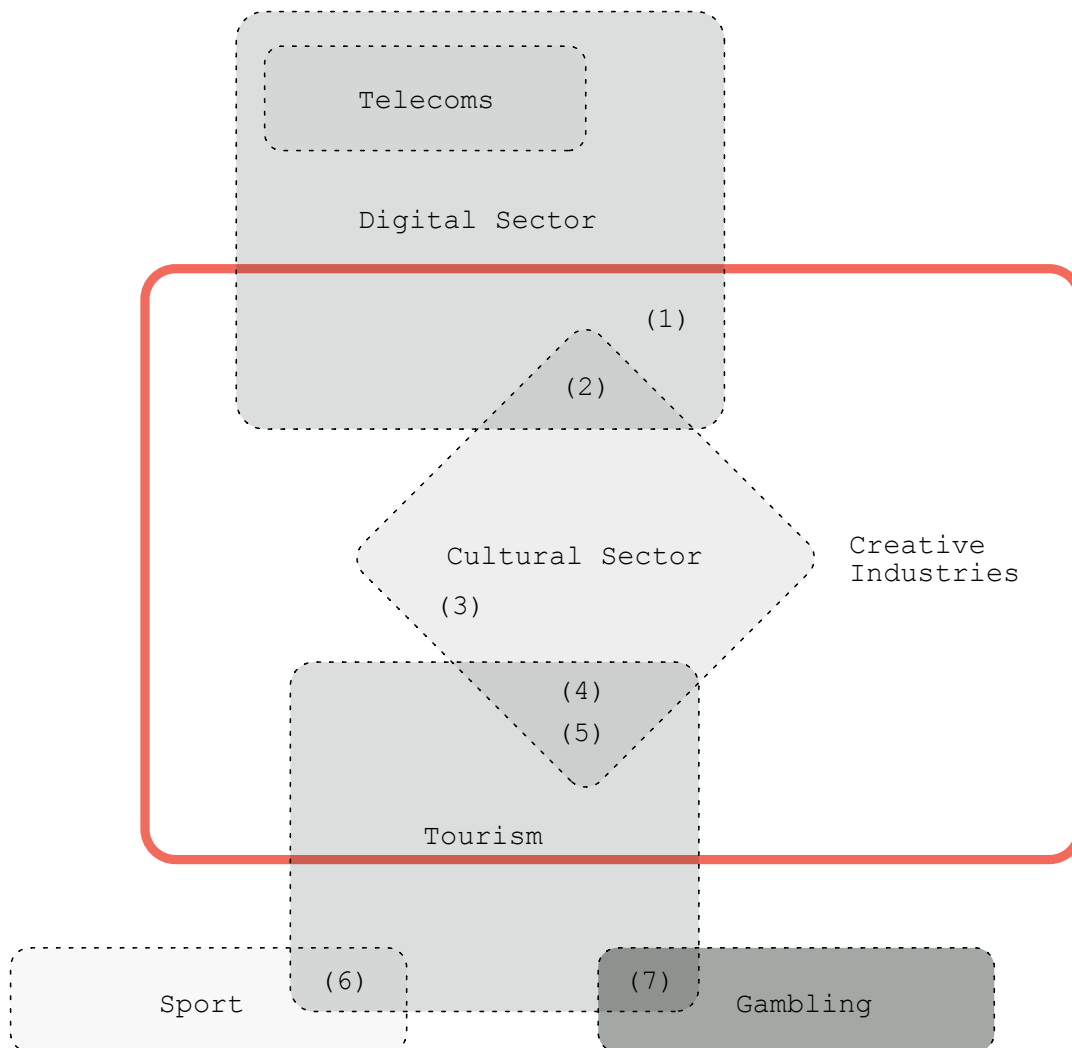 Telecoms
Digital Sector
(1)
(2)
Cultural Sector
Creative
Industries
(3)
(4)
(5)
Tourism
(6)
(7)
Sport
Gambling